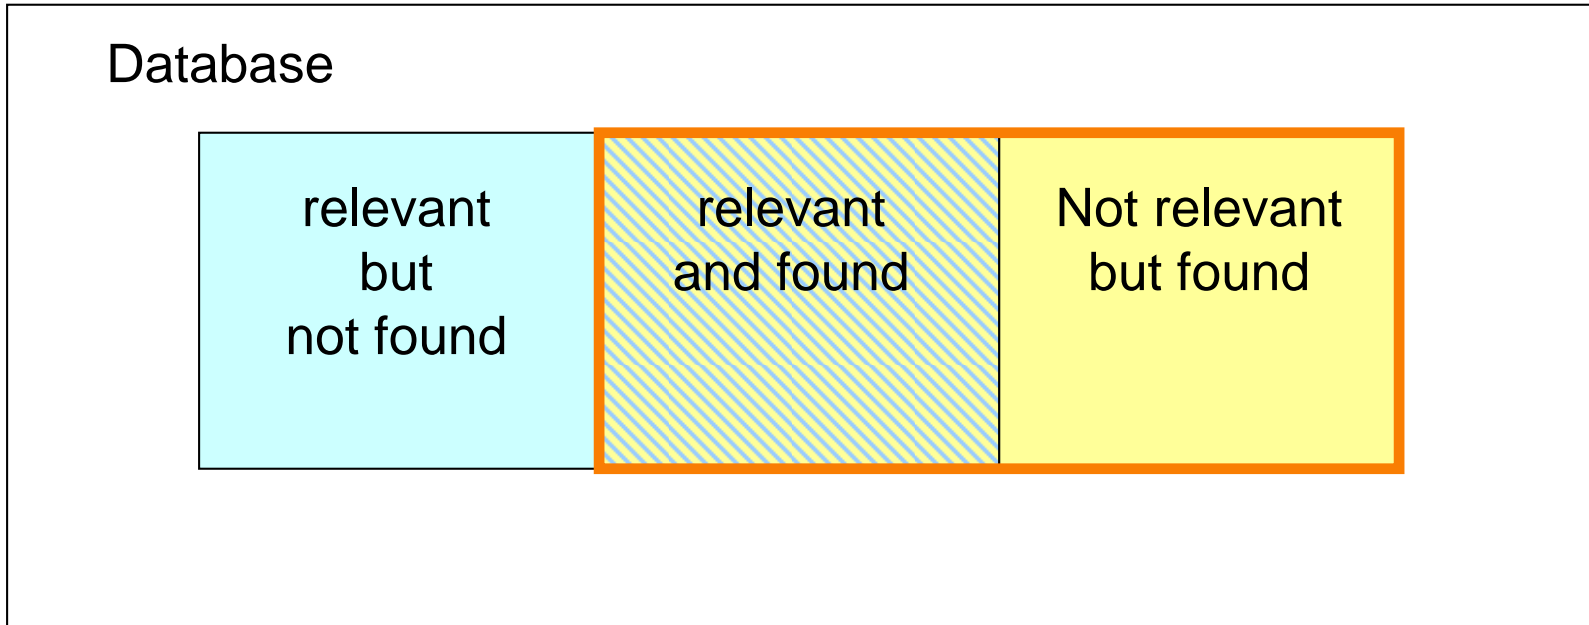 Database
relevant
but
not found
relevant
and found
Not relevant
but found